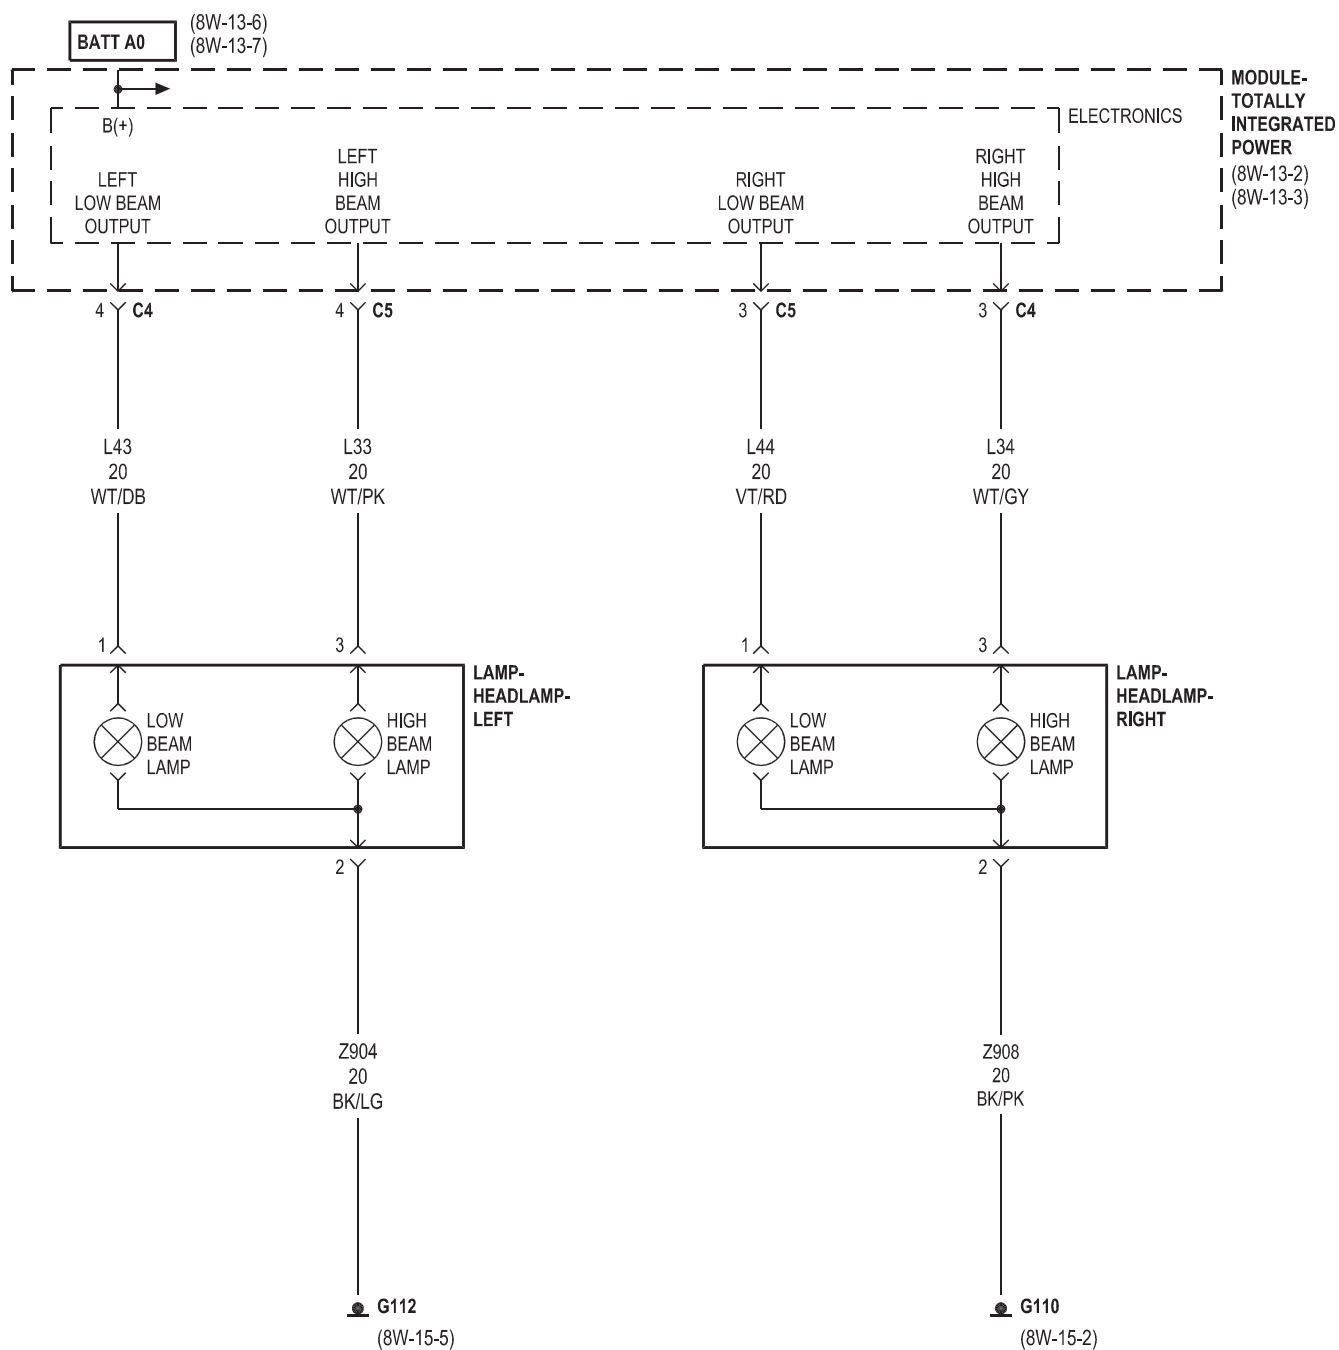 BATT A0
(8W-13-6)
(8W-13-7)
MODULE-
TOTALLY
INTEGRATED
POWER
(8W-13-2)
(8W-13-3)
ELECTRONICS
B(+)
LEFT
LOW BEAM
OUTPUT
LEFT
HIGH
BEAM
OUTPUT
RIGHT
LOW BEAM
OUTPUT
RIGHT
HIGH
BEAM
OUTPUT
4 C4
4 C5
3 C5
3 C4
L43
20
WT/DB
L33
20
WT/PK
L44
20
VT/RD
L34
20
WT/GY
1
3
1
3
LOW
BEAM
LAMP
HIGH
BEAM
LAMP
LAMP-
HEADLAMP-
LEFT
LOW
BEAM
LAMP
HIGH
BEAM
LAMP
LAMP-
HEADLAMP-
RIGHT
2
2
Z904
20
BK/LG
Z908
20
BK/PK
G112
(8W-15-5)
G110
(8W-15-2)